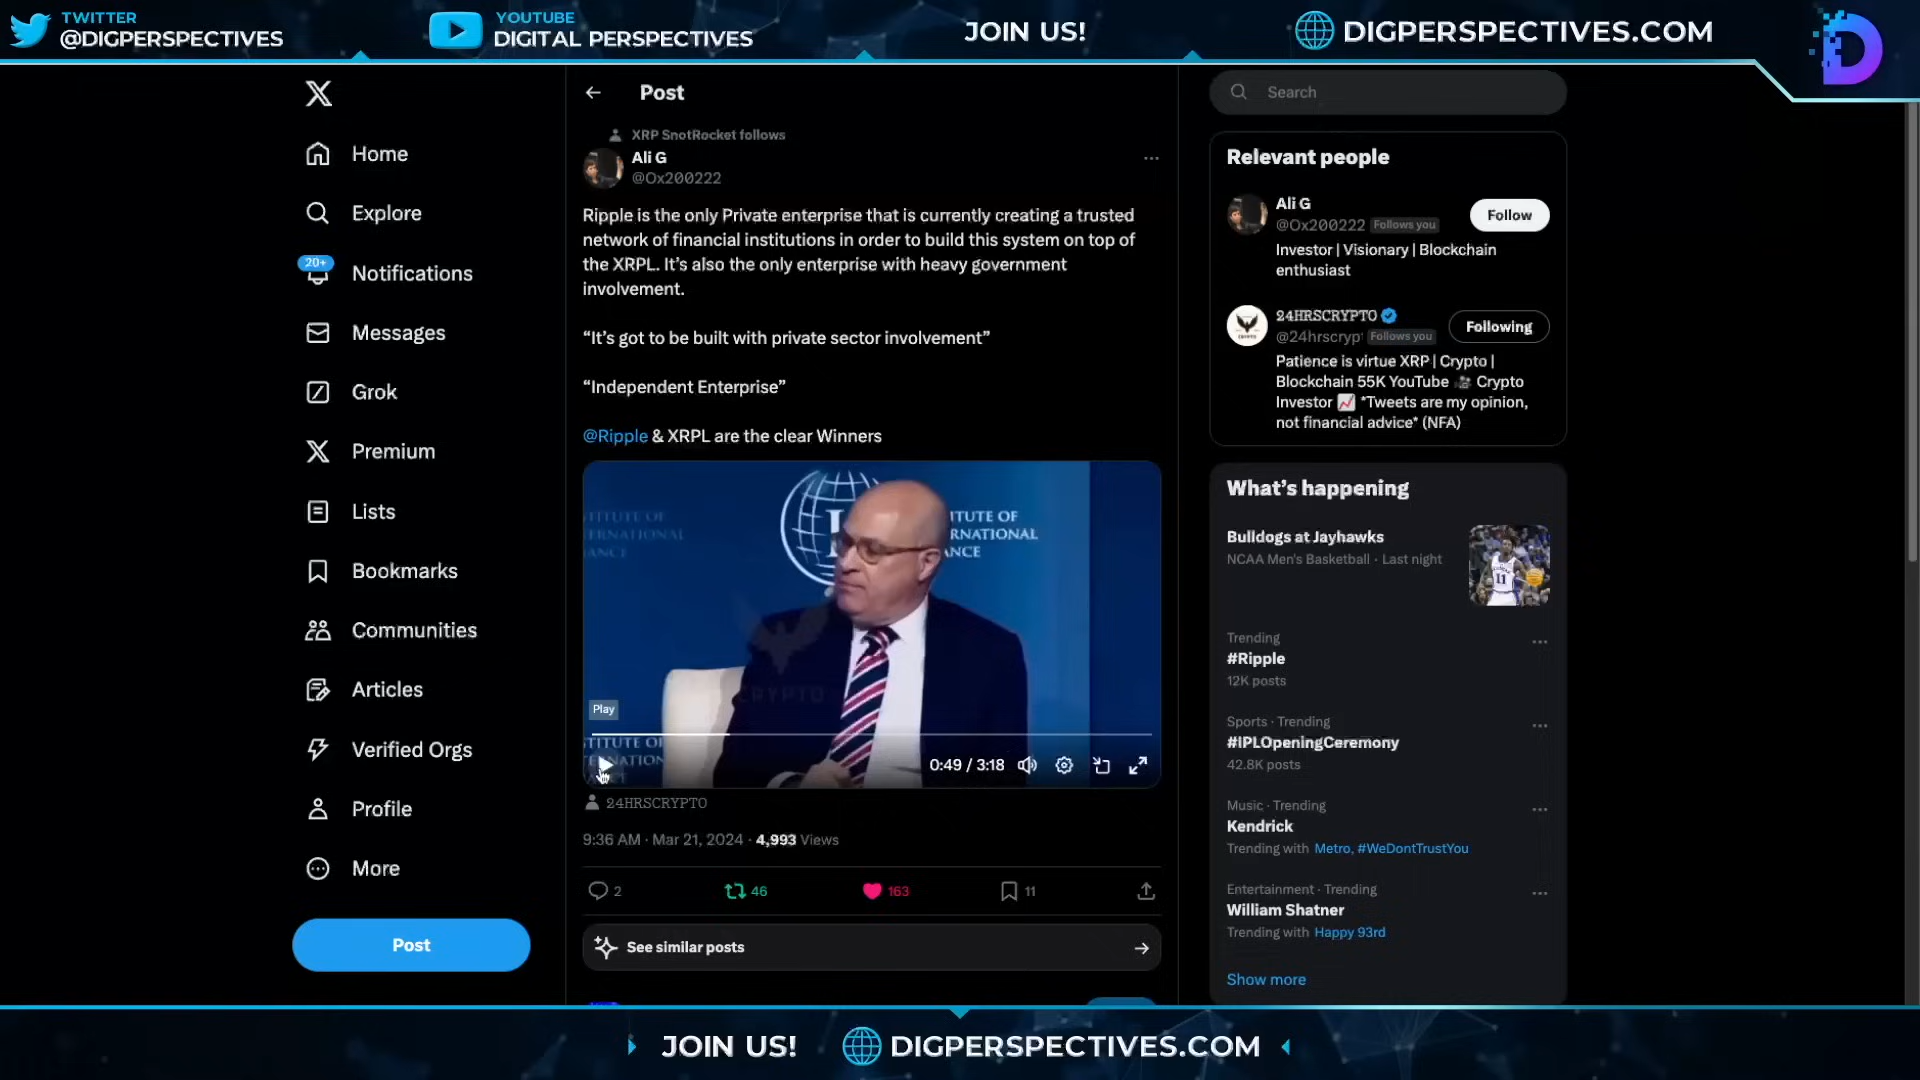 TWITTER
@DIGPERSPECTIVES
YOUTUBE
DIGITAL PERSPECTIVES
JOIN US!
DIGPERSPECTIVES.COM
Home
Explore
20+
Notifications
Messages
Grok
Premium
Lists
Bookmarks
Communities
Articles
Verified Orgs
Profile
More
Post
Post
XRP SnotRocket follows
Ali G
@Ox200222
Ripple is the only Private enterprise that is currently creating a trusted
network of financial institutions in order to build this system on top of
the XRPL. It’s also the only enterprise with heavy government
involvement.
“It’s got to be built with private sector involvement”
“Independent Enterprise”
@Ripple & XRPL are the clear Winners
ITUTE OF
RNATIONAL
ANCE
CRYPTO
Play
0:49 / 3:18
24HRSCRYPTO
9:36 AM · Mar 21, 2024 · 4,993 Views
2
46
163
11
See similar posts
Search
Relevant people
Ali G
@Ox200222 Follows you
Follow
Investor | Visionary | Blockchain
enthusiast
24HRSCRYPTO
@24hrscryp Follows you
Following
Patience is virtue XRP | Crypto |
Blockchain 55K YouTube 🎥 Crypto
Investor 📈 *Tweets are my opinion,
not financial advice* (NFA)
What’s happening
Bulldogs at Jayhawks
NCAA Men's Basketball · Last night
11
Trending
#Ripple
12K posts
Sports · Trending
#IPLOpeningCeremony
42.8K posts
Music · Trending
Kendrick
Trending with Metro, #WeDontTrustYou
Entertainment · Trending
William Shatner
Trending with Happy 93rd
Show more
JOIN US!
DIGPERSPECTIVES.COM